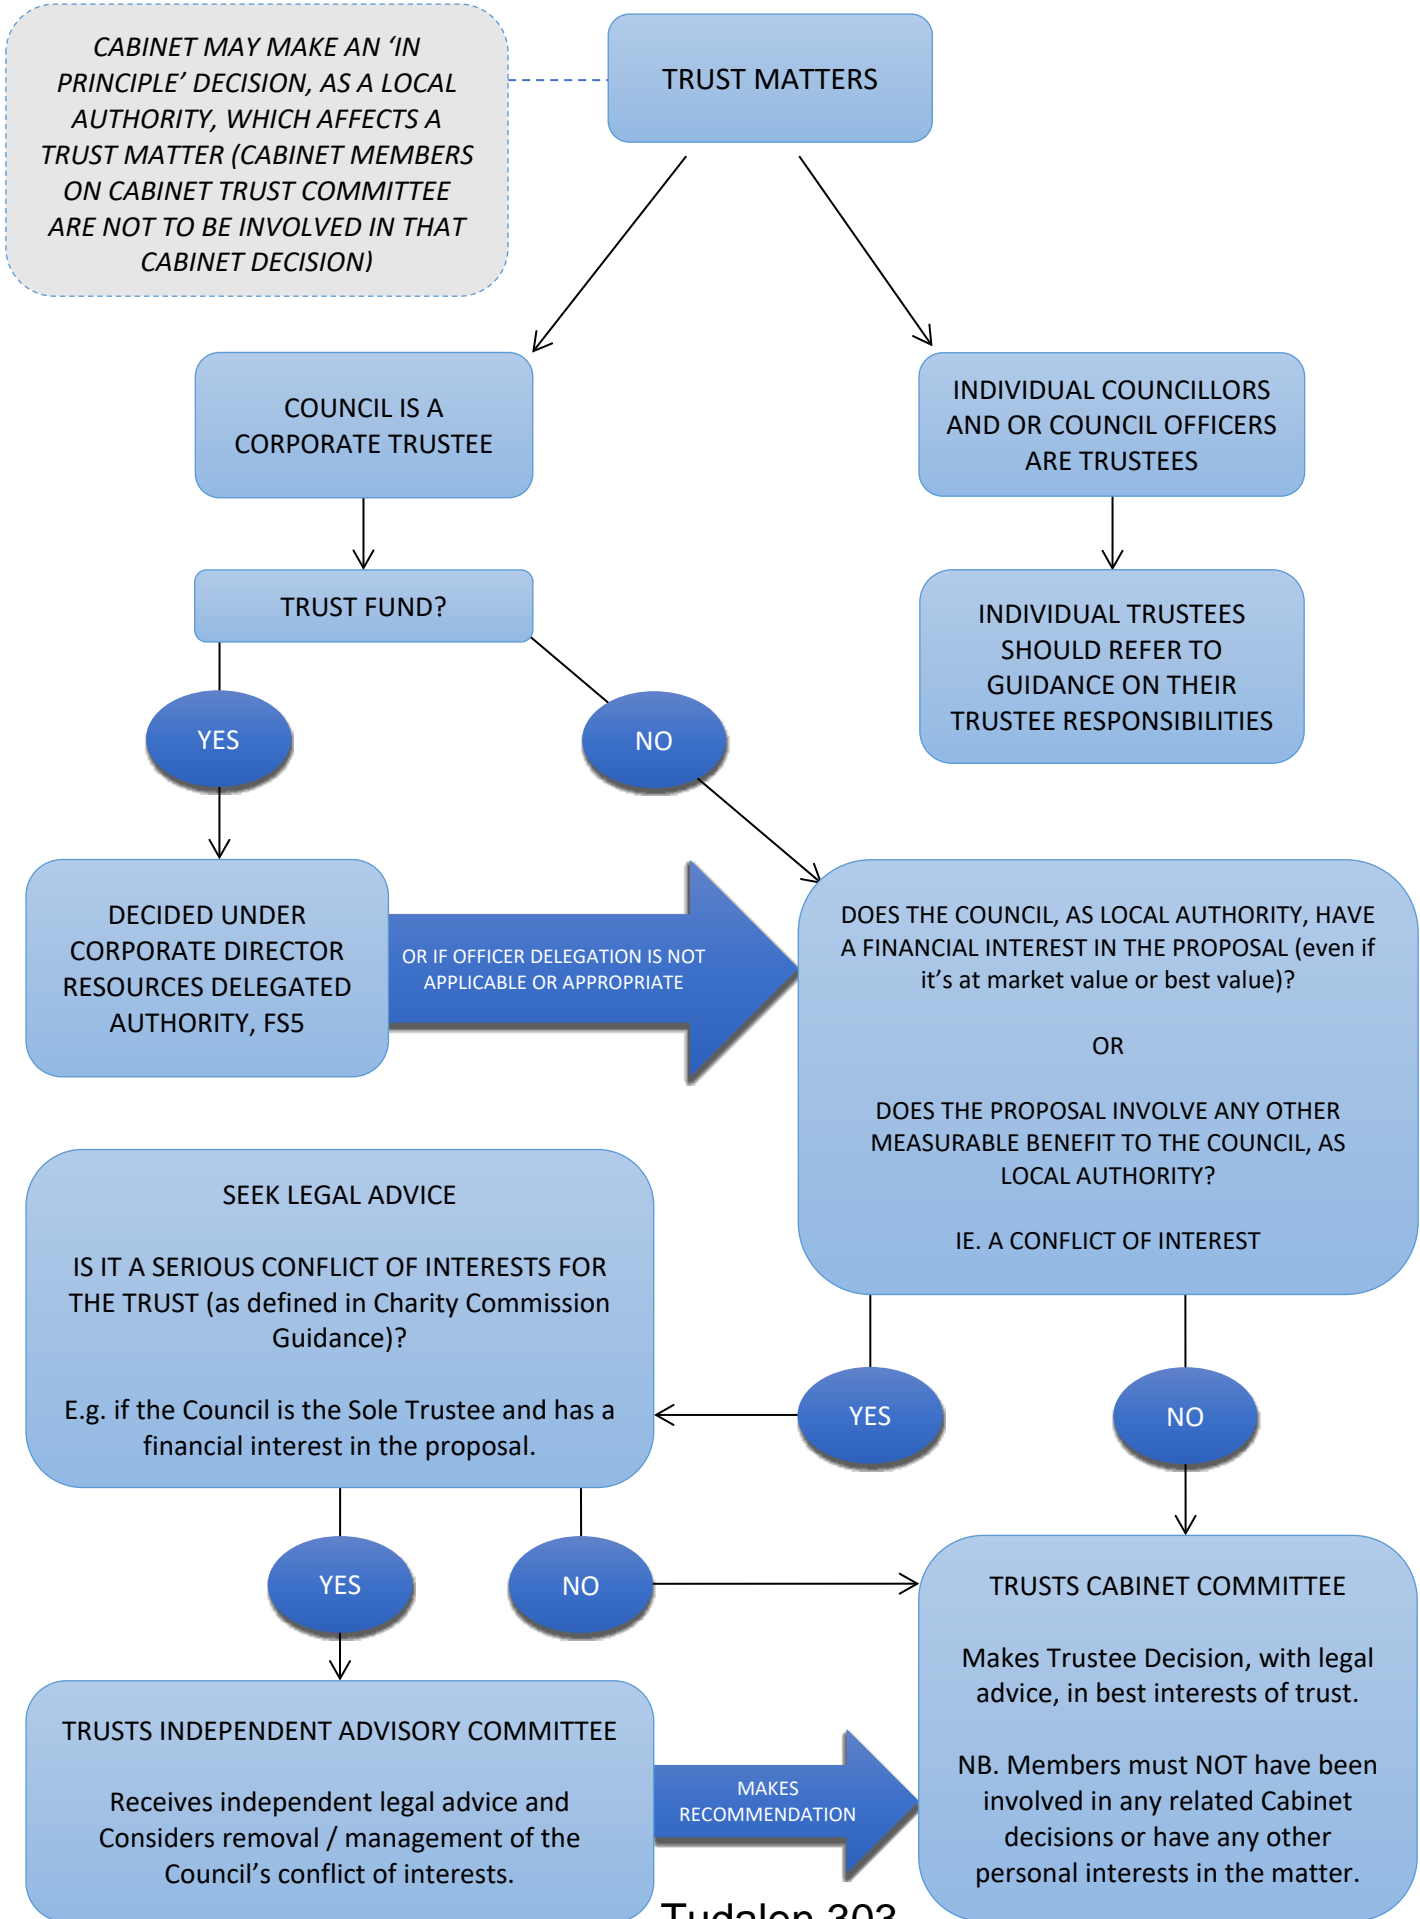 CABINET MAY MAKE AN ‘IN
PRINCIPLE’ DECISION, AS A LOCAL
AUTHORITY, WHICH AFFECTS A
TRUST MATTER (CABINET MEMBERS
ON CABINET TRUST COMMITTEE
ARE NOT TO BE INVOLVED IN THAT
CABINET DECISION)
TRUST MATTERS
COUNCIL IS A
CORPORATE TRUSTEE
INDIVIDUAL COUNCILLORS
AND OR COUNCIL OFFICERS
ARE TRUSTEES
TRUST FUND?
INDIVIDUAL TRUSTEES
SHOULD REFER TO
GUIDANCE ON THEIR
TRUSTEE RESPONSIBILITIES
YES
NO
DECIDED UNDER
CORPORATE DIRECTOR
RESOURCES DELEGATED
AUTHORITY, FS5
OR IF OFFICER DELEGATION IS NOT
APPLICABLE OR APPROPRIATE
DOES THE COUNCIL, AS LOCAL AUTHORITY, HAVE
A FINANCIAL INTEREST IN THE PROPOSAL (even if
it’s at market value or best value)?
OR
DOES THE PROPOSAL INVOLVE ANY OTHER
MEASURABLE BENEFIT TO THE COUNCIL, AS
LOCAL AUTHORITY?
IE. A CONFLICT OF INTEREST
SEEK LEGAL ADVICE
IS IT A SERIOUS CONFLICT OF INTERESTS FOR
THE TRUST (as defined in Charity Commission
Guidance)?
E.g. if the Council is the Sole Trustee and has a
financial interest in the proposal.
YES
NO
YES
NO
TRUSTS INDEPENDENT ADVISORY COMMITTEE
Receives independent legal advice and
Considers removal / management of the
Council’s conflict of interests.
MAKES
RECOMMENDATION
TRUSTS CABINET COMMITTEE
Makes Trustee Decision, with legal
advice, in best interests of trust.
NB. Members must NOT have been
involved in any related Cabinet
decisions or have any other
personal interests in the matter.
Tudalen 303